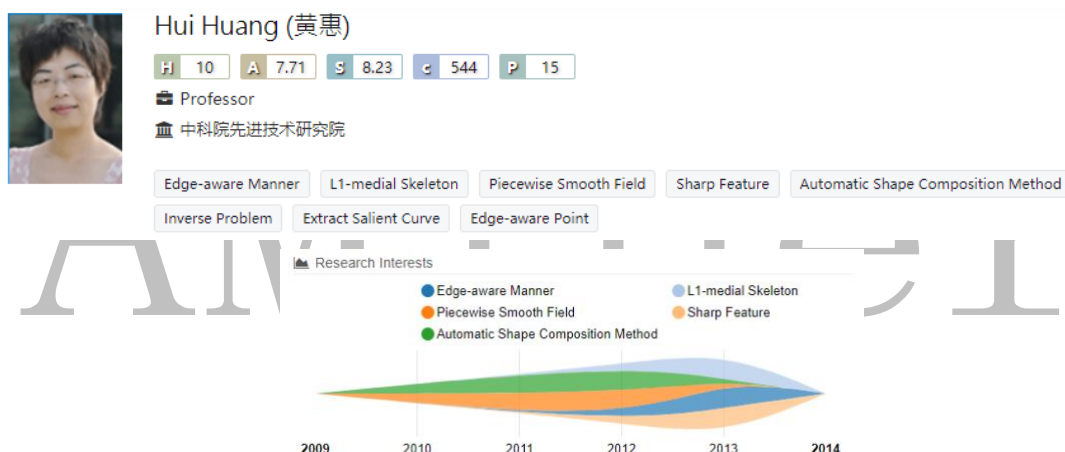 Hui Huang (黄惠)
H 10 A 7.71 S 8.23 c 544 P 15
Professor
中科院先进技术研究院
Edge-aware Manner L1-medial Skeleton Piecewise Smooth Field Sharp Feature Automatic Shape Composition Method
Inverse Problem Extract Salient Curve Edge-aware Point
Research Interests
Edge-aware Manner L1-medial Skeleton
Piecewise Smooth Field Sharp Feature
Automatic Shape Composition Method
2009 2010 2011 2012 2013 2014